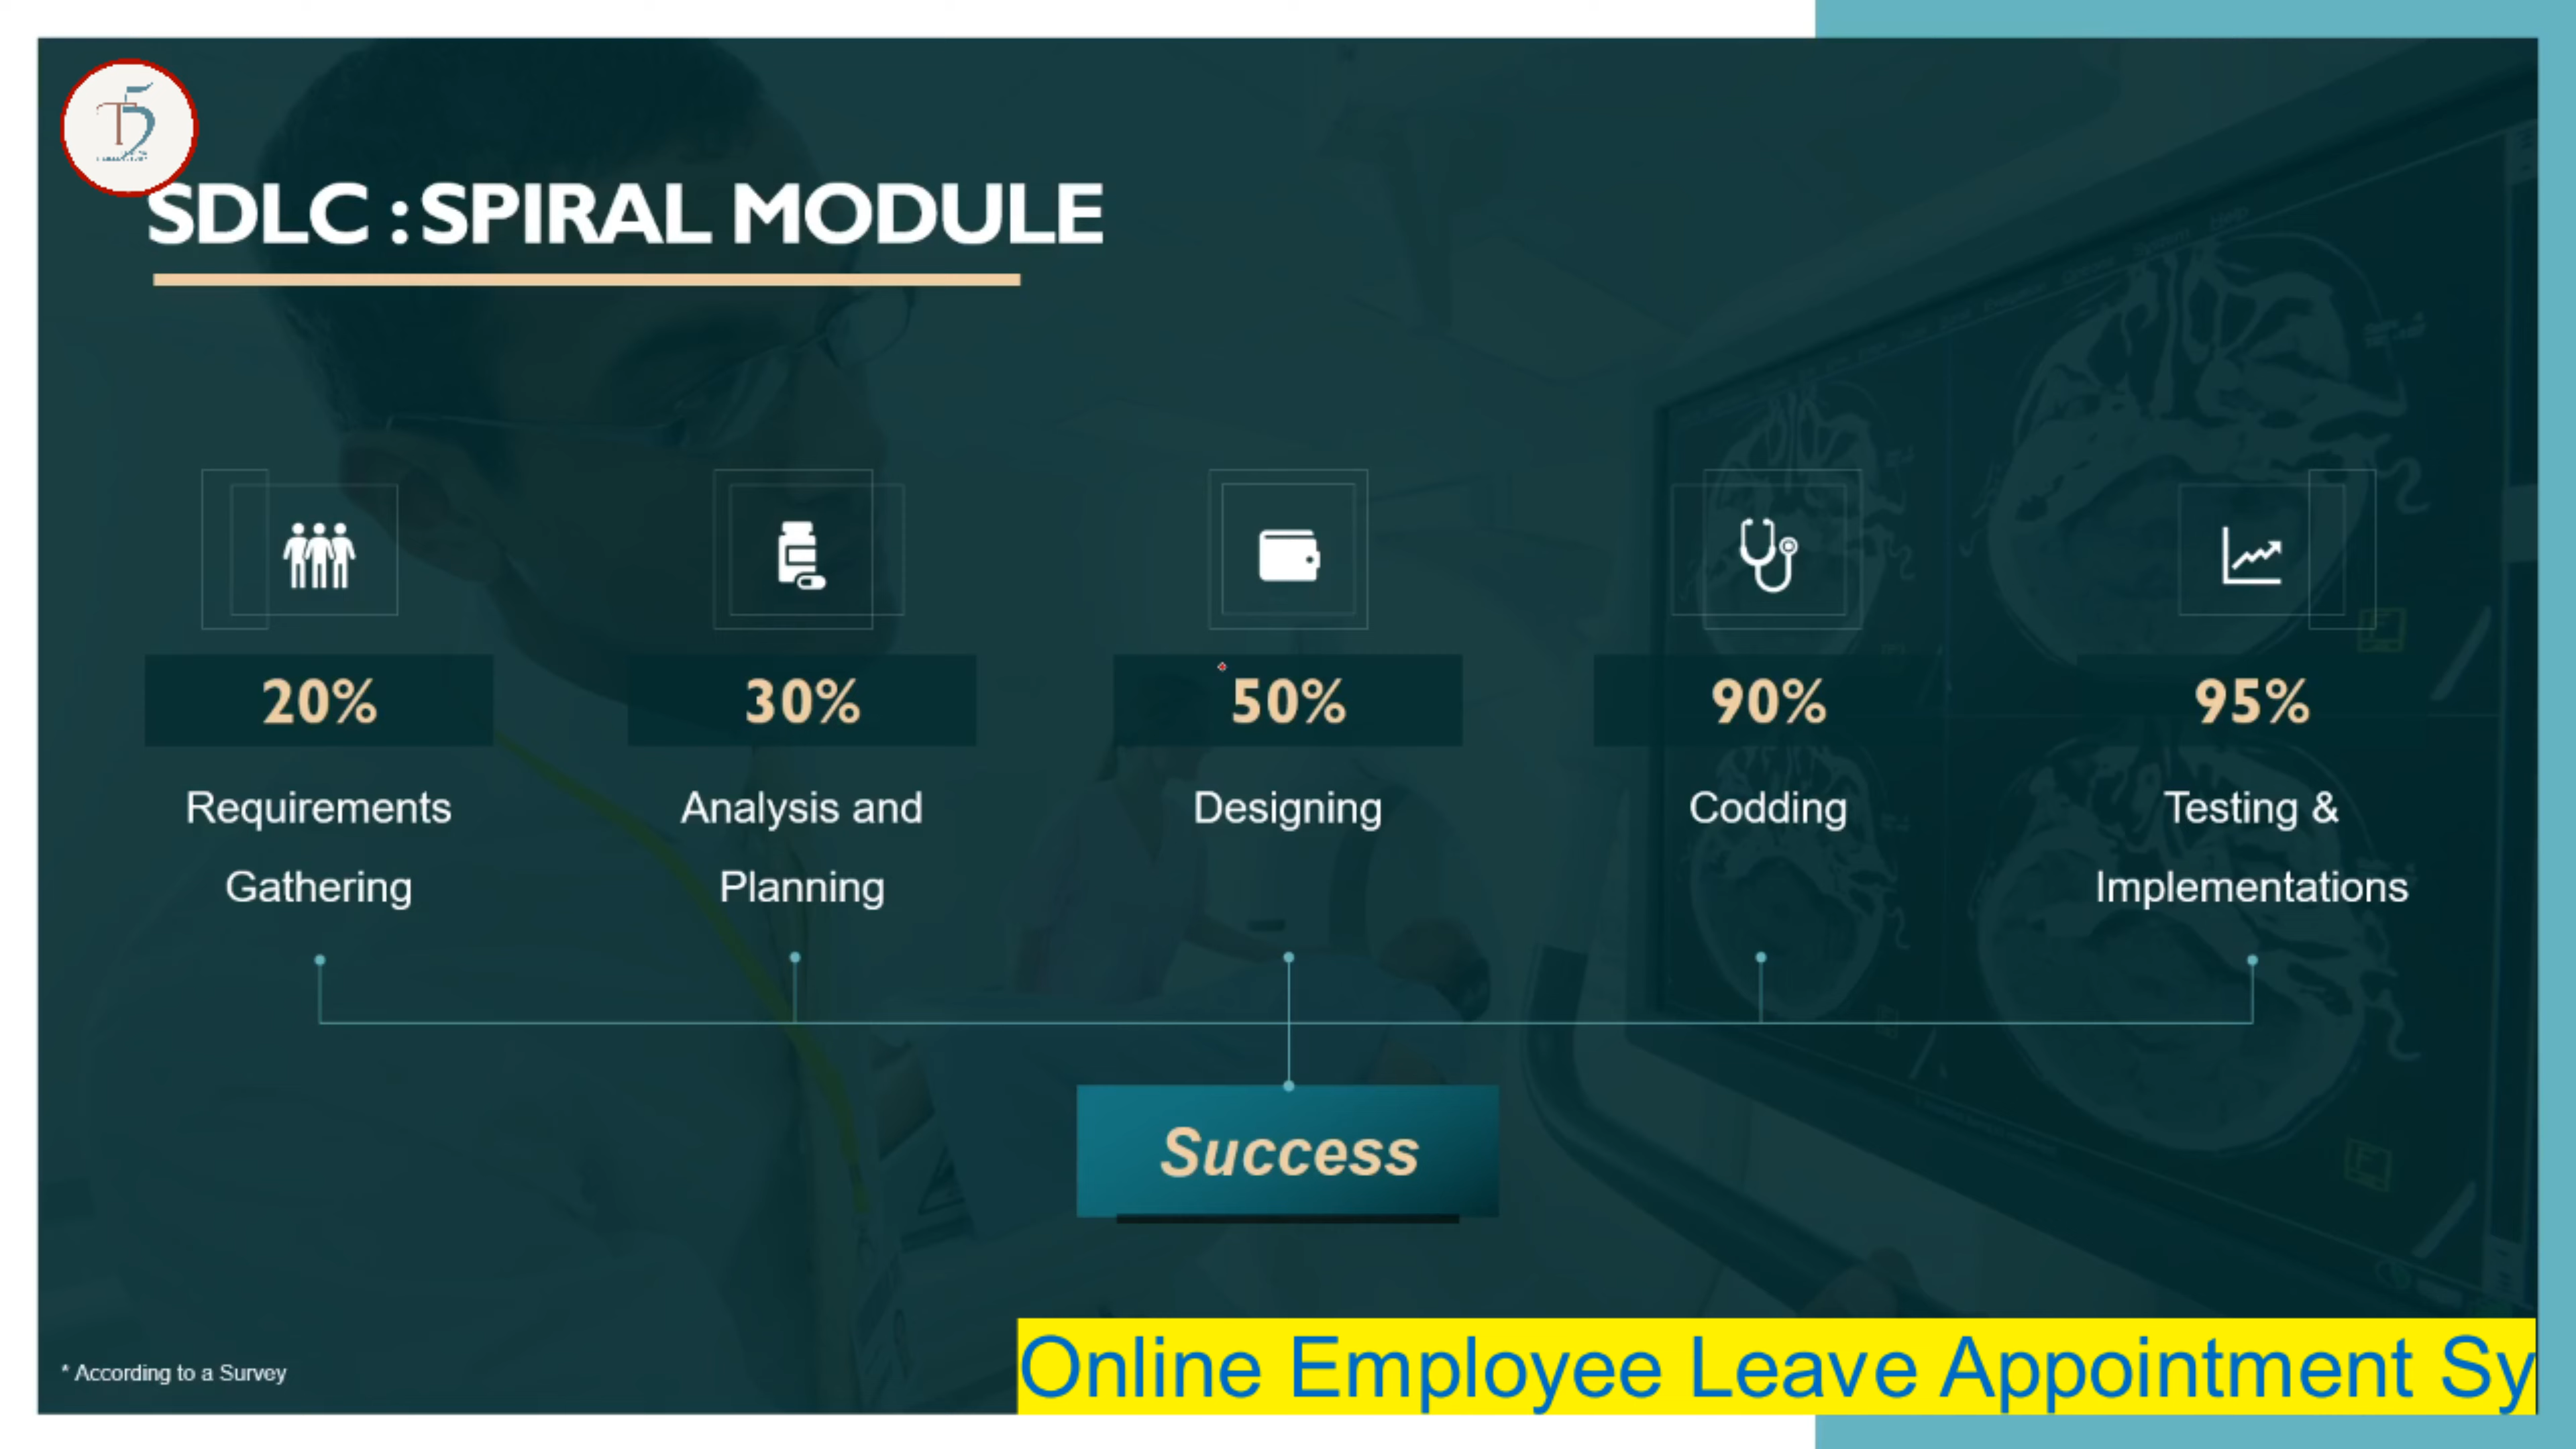 T5
SDLC : SPIRAL MODULE
20%
30%
50%
90%
95%
Requirements
Gathering
Analysis and
Planning
Designing
Codding
Testing &
Implementations
Success
* According to a Survey
Online Employee Leave Appointment Sy